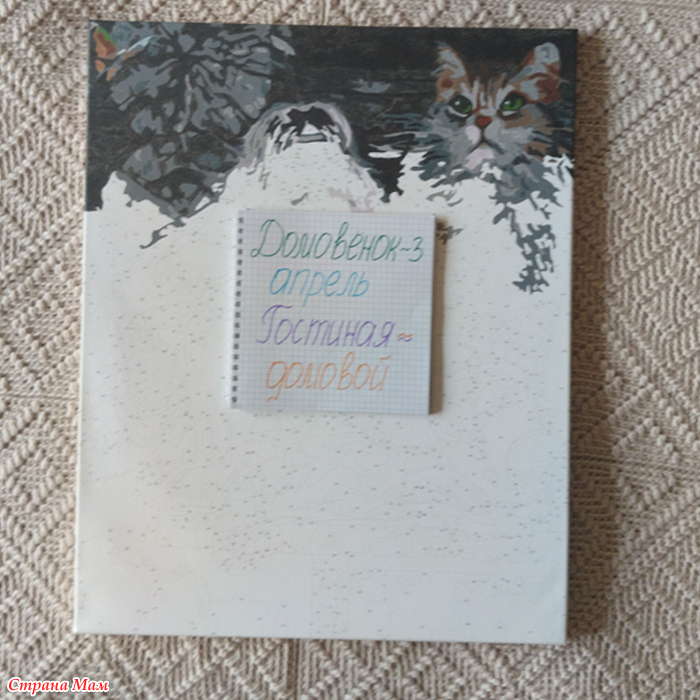 Домовенок-3
апрель
Гостиная ≈
домовой
Страна Мам